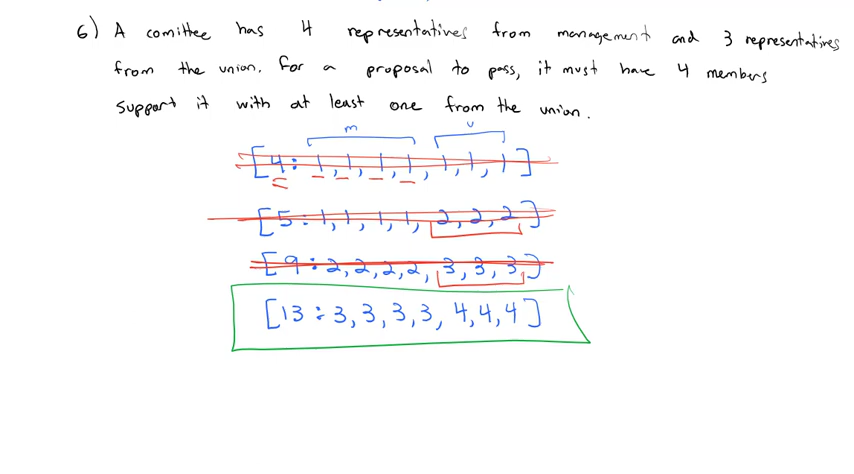 6) A comittee has 4 representatives from management and 3 representatives
from the union. For a proposal to pass, it must have 4 members
support it with at least one from the union.
m u
[4: 1, 1, 1, 1, 1, 1, 1]
[5: 1, 1, 1, 1, 2, 2, 2]
[9: 2, 2, 2, 2, 3, 3, 3]
[13: 3, 3, 3, 3, 4, 4, 4]